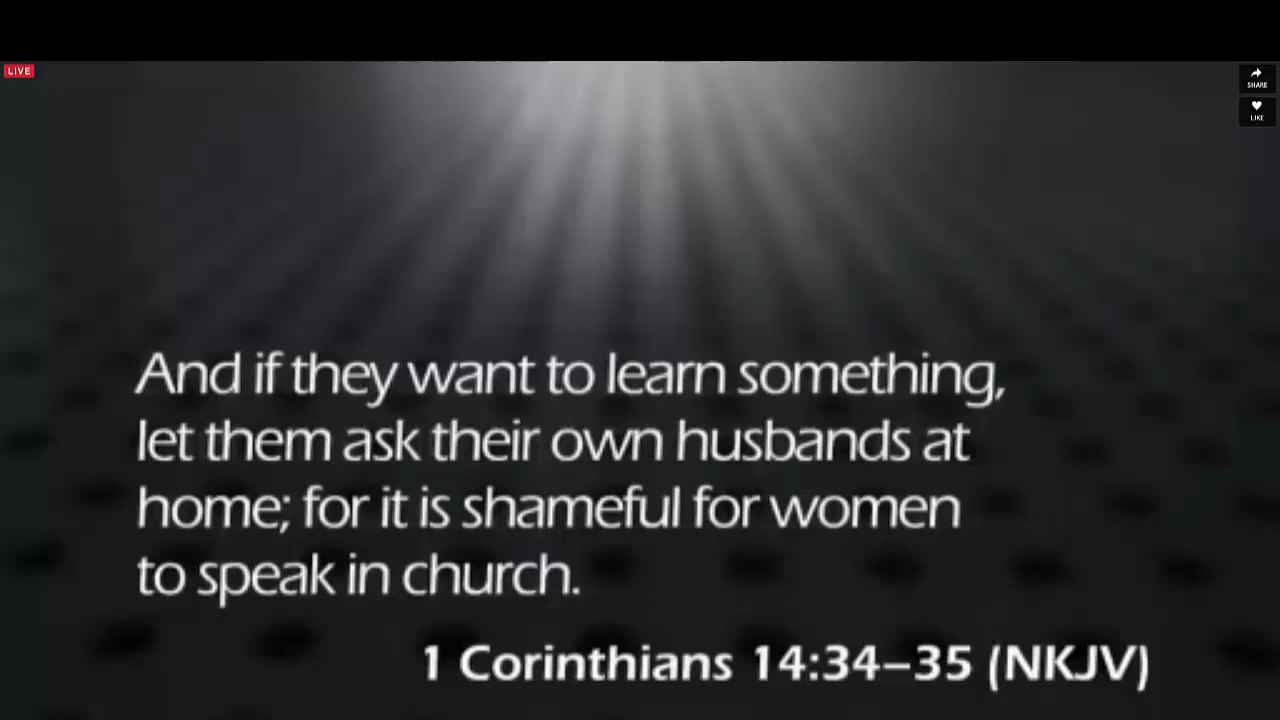 LIVE
SHARE
LIKE
And if they want to learn something,
let them ask their own husbands at
home; for it is shameful for women
to speak in church.
1 Corinthians 14:34–35 (NKJV)